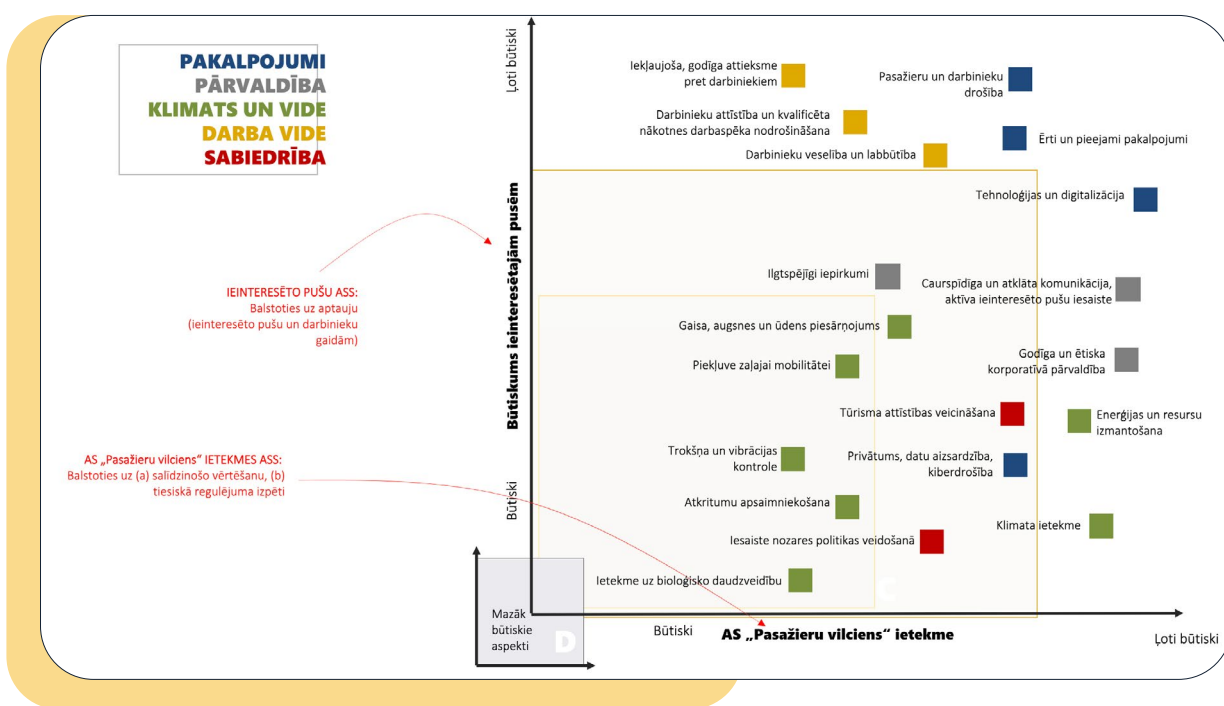 PAKALPOJUMI
PĀRVALDĪBA
KLIMATS UN VIDE
DARBA VIDE
SABIEDRĪBA
Ļoti būtiski
Būtiskums ieinteresētajām pusēm
Būtiski
Iekļaujoša, godīga attieksme
pret darbiniekiem
Pasažieru un darbinieku
drošība
Darbinieku attīstība un kvalificēta
nākotnes darbaspēka nodrošināšana
Ērti un pieejami pakalpojumi
Darbinieku veselība un labbūtība
Tehnoloģijas un digitalizācija
IEINTERESĒTO PUŠU ASS:
Balstoties uz aptauju
(ieinteresēto pušu un darbinieku
gaidām)
Ilgtspējīgi iepirkumi
Caurspīdīga un atklāta komunikācija,
aktīva ieinteresēto pušu iesaiste
Gaisa, augsnes un ūdens piesārņojums
Piekļuve zaļajai mobilitātei
Godīga un ētiska
korporatīvā pārvaldība
Tūrisma attīstības veicināšana
Enerģijas un resursu
izmantošana
AS „Pasažieru vilciens” IETEKMES ASS:
Balstoties uz (a) salīdzinošo vērtēšanu, (b)
tiesiskā regulējuma izpēti
Trokšņa un vibrācijas
kontrole
Privātums, datu aizsardzība,
kiberdrošība
Atkritumu apsaimniekošana
Klimata ietekme
Iesaiste nozares politikas veidošanā
Ietekme uz bioloģisko daudzveidību
C
Mazāk
būtiskie
aspekti
D
Būtiski
AS „Pasažieru vilciens” ietekme
Ļoti būtiski